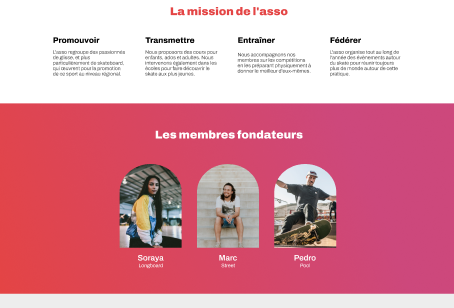 La mission de l'asso
Promouvoir
L'asso regroupe des passionnés
de glisse, et plus
particulièrement de skateboard,
qui œuvrent pour la promotion
de ce sport au niveau régional.
Transmettre
Nous proposons des cours pour
enfants, ados et adultes. Nous
intervenons également dans les
écoles pour faire découvrir le
skate aux plus jeunes.
Entraîner
Nous accompagnons nos
membres sur les compétitions
en les préparant physiquement à
donner le meilleur d'eux-mêmes.
Fédérer
L'asso organise tout au long de
l'année des événements autour
du skate pour réunir toujours
plus de monde autour de cette
pratique.
Les membres fondateurs
Soraya
Longboard
Marc
Street
Pedro
Pool